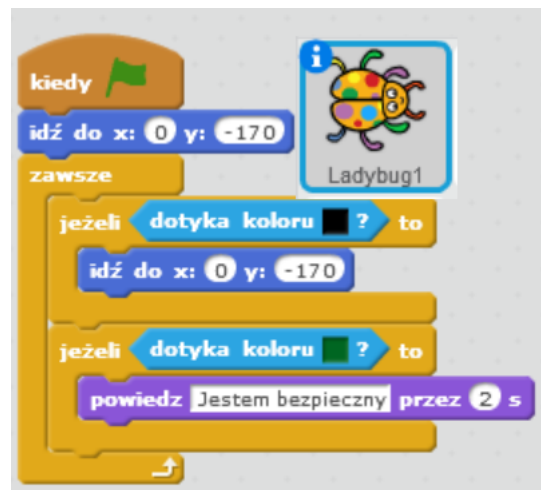 kiedy
idź do x: 0 y: -170
zawsze
jeżeli dotyka koloru ? to
idź do x: 0 y: -170
jeżeli dotyka koloru ? to
powiedz Jestem bezpieczny przez 2 s
i
Ladybug1